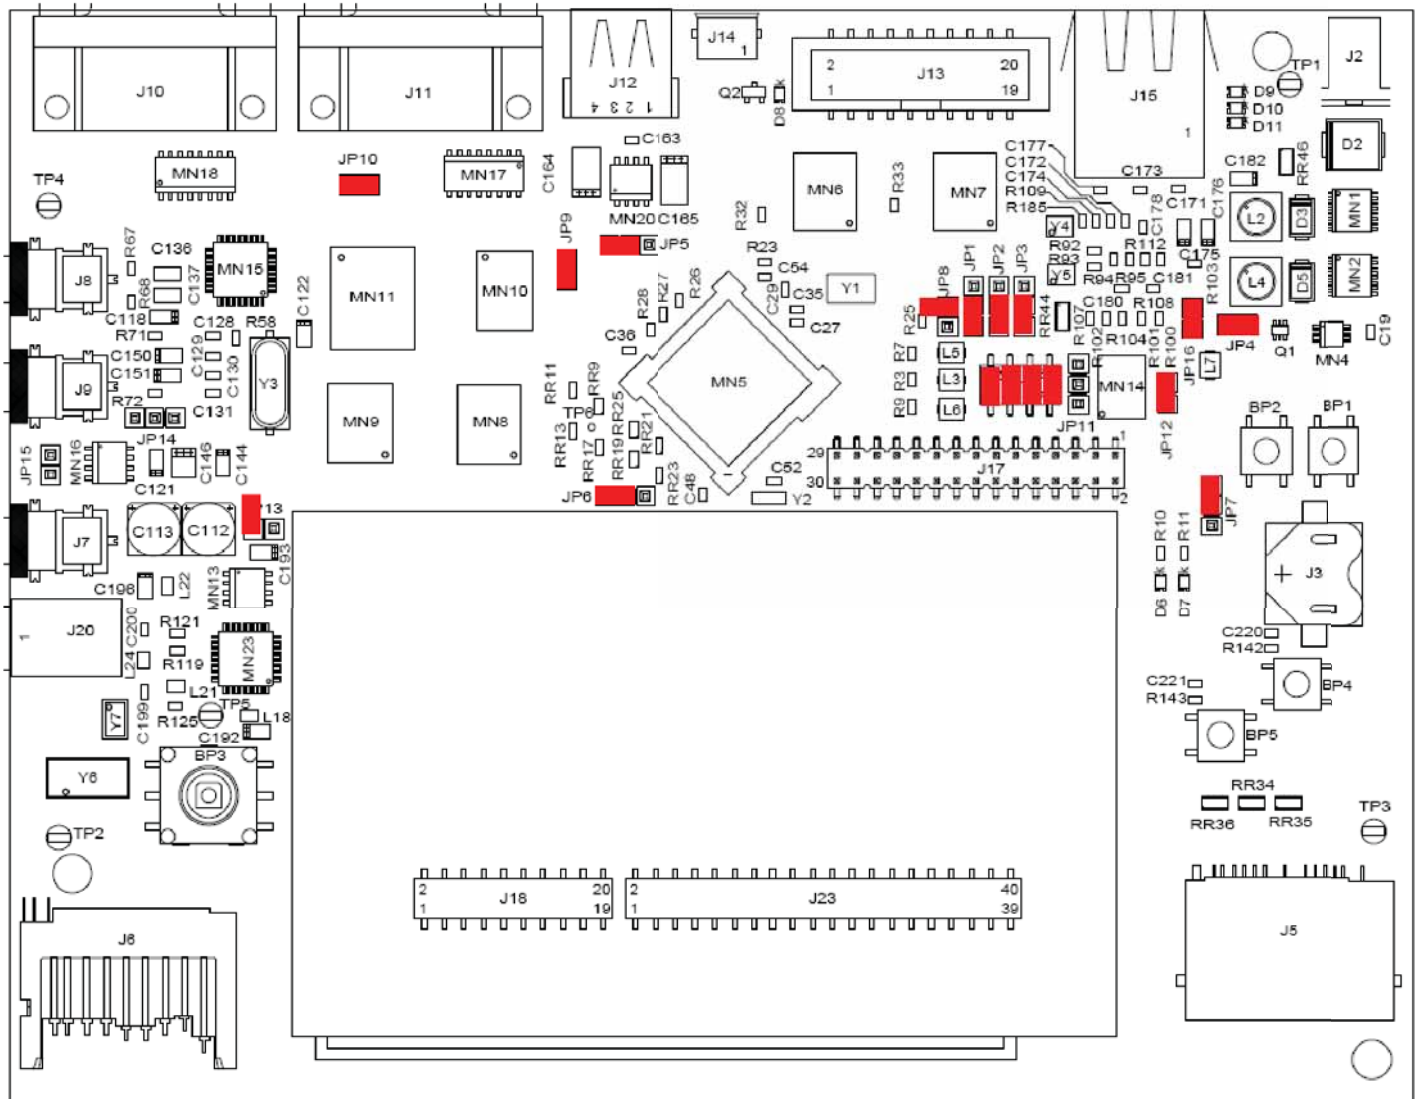 J10
J11
J12
4 3 2 1
J14
1
Q2
D8
k
2
20
J13
1
19
J15
1
TP1
J2
D9
D10
D11
D2
C163
C164
C165
MN20
MN18
JP10
MN17
TP4
MN6
R33
MN7
C177
C172
C174
R109
R185
C173
C182
RR46
C171
C176
C178
L2
D3
MN1
R32
JP9
JP5
Y4
R92
R93
Y5
R112
C175
R94
R95
C181
R103
L4
D5
MN2
R67
C136
MN15
J8
R68
C137
C118
R71
C128
R58
C122
MN11
MN10
R23
C54
R26
C29
C35
C27
Y1
R27
R28
C36
JP8
JP1
JP2
JP3
R25
RR44
R107
C180
R108
R102
R104
R101
R100
JP16
JP4
Q1
MN4
C19
C150
C129
C151
C130
R72
C131
Y3
J9
MN5
R7
R3
R9
L5
L3
L6
MN14
L7
JP12
JP11
MN9
MN8
RR11
RR9
TP6
RR13
RR25
RR17
RR19
RR21
RR23
BP2
BP1
JP15
MN16
JP14
C146
C144
C121
29
1
30
J17
2
C52
C48
Y2
JP6
JP7
J7
C113
C112
13
C193
R10
R11
D6
k
D7
k
J3
+
C196
L22
MN13
J20
1
C200
R121
R119
L24
MN23
L21
TP5
L18
C199
R125
C192
Y7
BP3
Y6
TP2
C220
R142
BP4
C221
R143
BP5
RR34
RR36
RR35
TP3
2
20
J18
1
19
2
40
J23
1
39
J6
J5